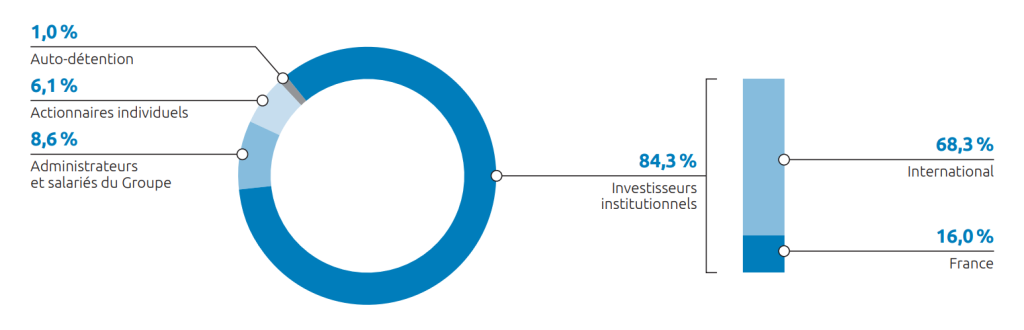 1,0 %
Auto-détention
6,1 %
Actionnaires individuels
8,6 %
Administrateurs
et salariés du Groupe
84,3 %
Investisseurs
institutionnels
68,3 %
International
16,0 %
France